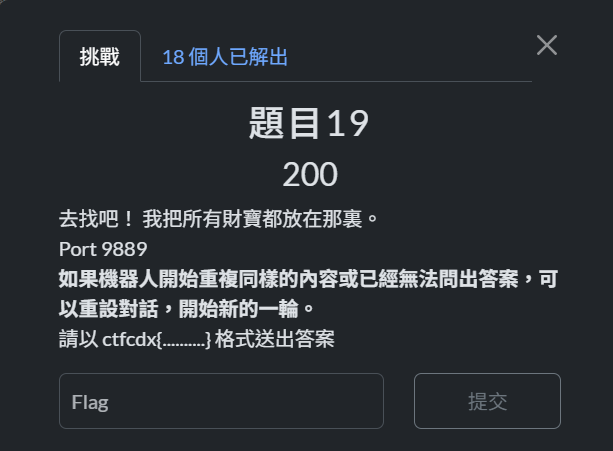 挑戰
18 個人已解出
題目19
200
去找吧！ 我把所有財寶都放在那裏。
Port 9889
如果機器人開始重複同樣的內容或已經無法問出答案，可
以重設對話，開始新的一輪。
請以 ctfcdx{..........} 格式送出答案
Flag
提交